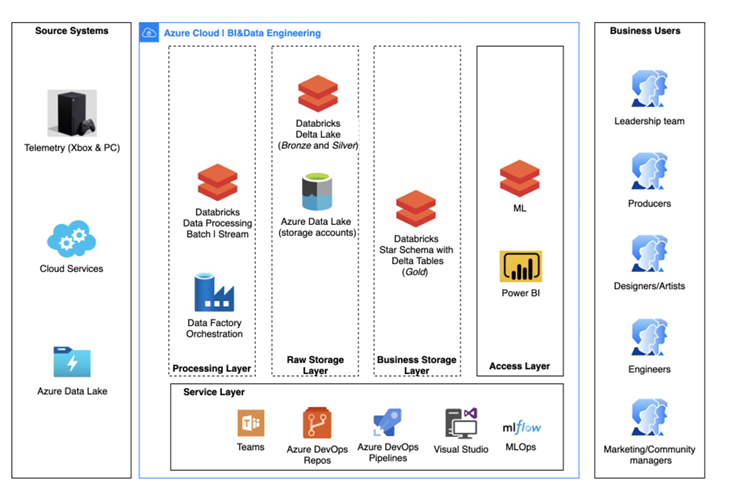 Source Systems
Telemetry (Xbox & PC)
Cloud Services
Azure Data Lake
Azure Cloud | BI&Data Engineering
Databricks
Data Processing
Batch | Stream
Data Factory
Orchestration
Processing Layer
Databricks
Delta Lake
(Bronze and Silver)
Azure Data Lake
(storage accounts)
Raw Storage
Layer
Databricks
Star Schema with
Delta Tables
(Gold)
Business Storage
Layer
ML
Power BI
Access Layer
Service Layer
Teams
Azure DevOps
Repos
Azure DevOps
Pipelines
Visual Studio
mlflow
MLOps
Business Users
Leadership team
Producers
Designers/Artists
Engineers
Marketing/Community
managers